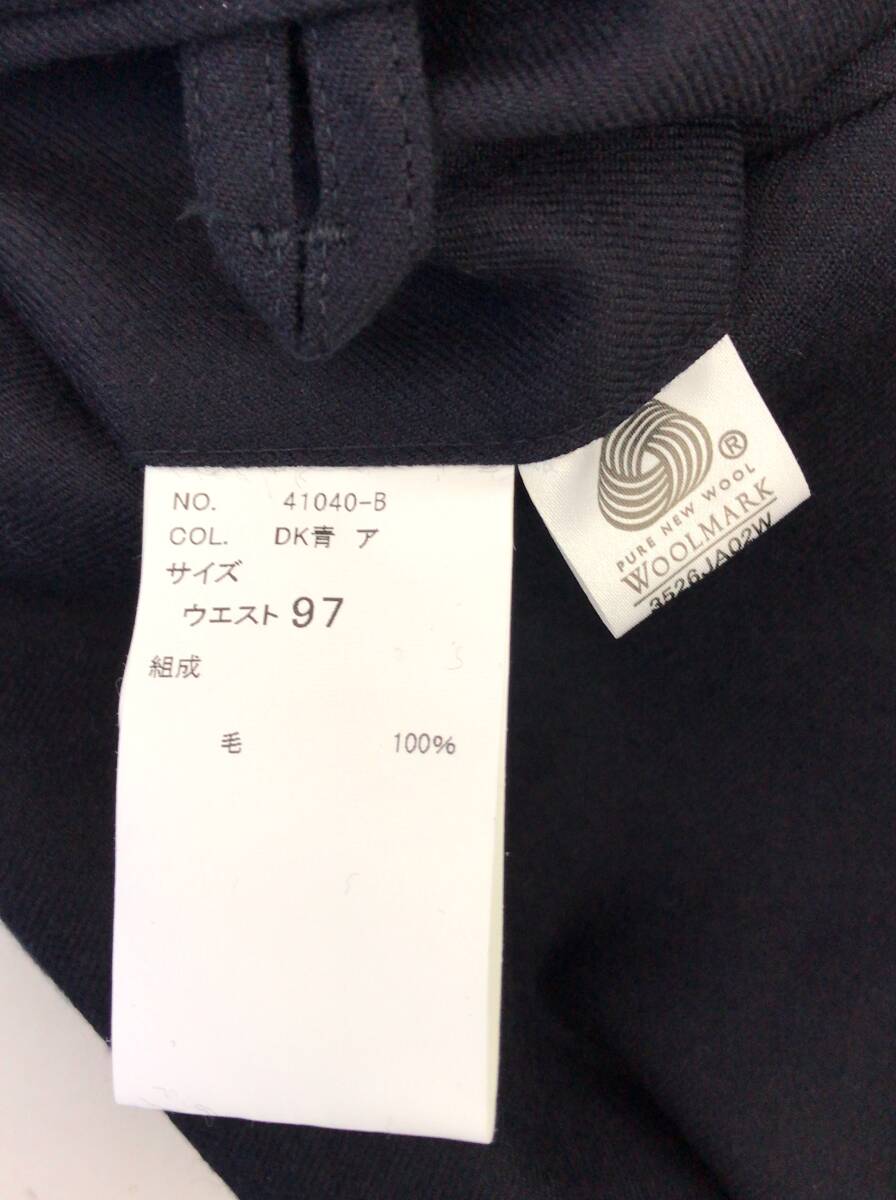 NO. 41040-B
COL. DK青 ア
サイズ
ウエスト 97
組成
毛 100%
®
PURE NEW WOOL
WOOLMARK
3526JA02W